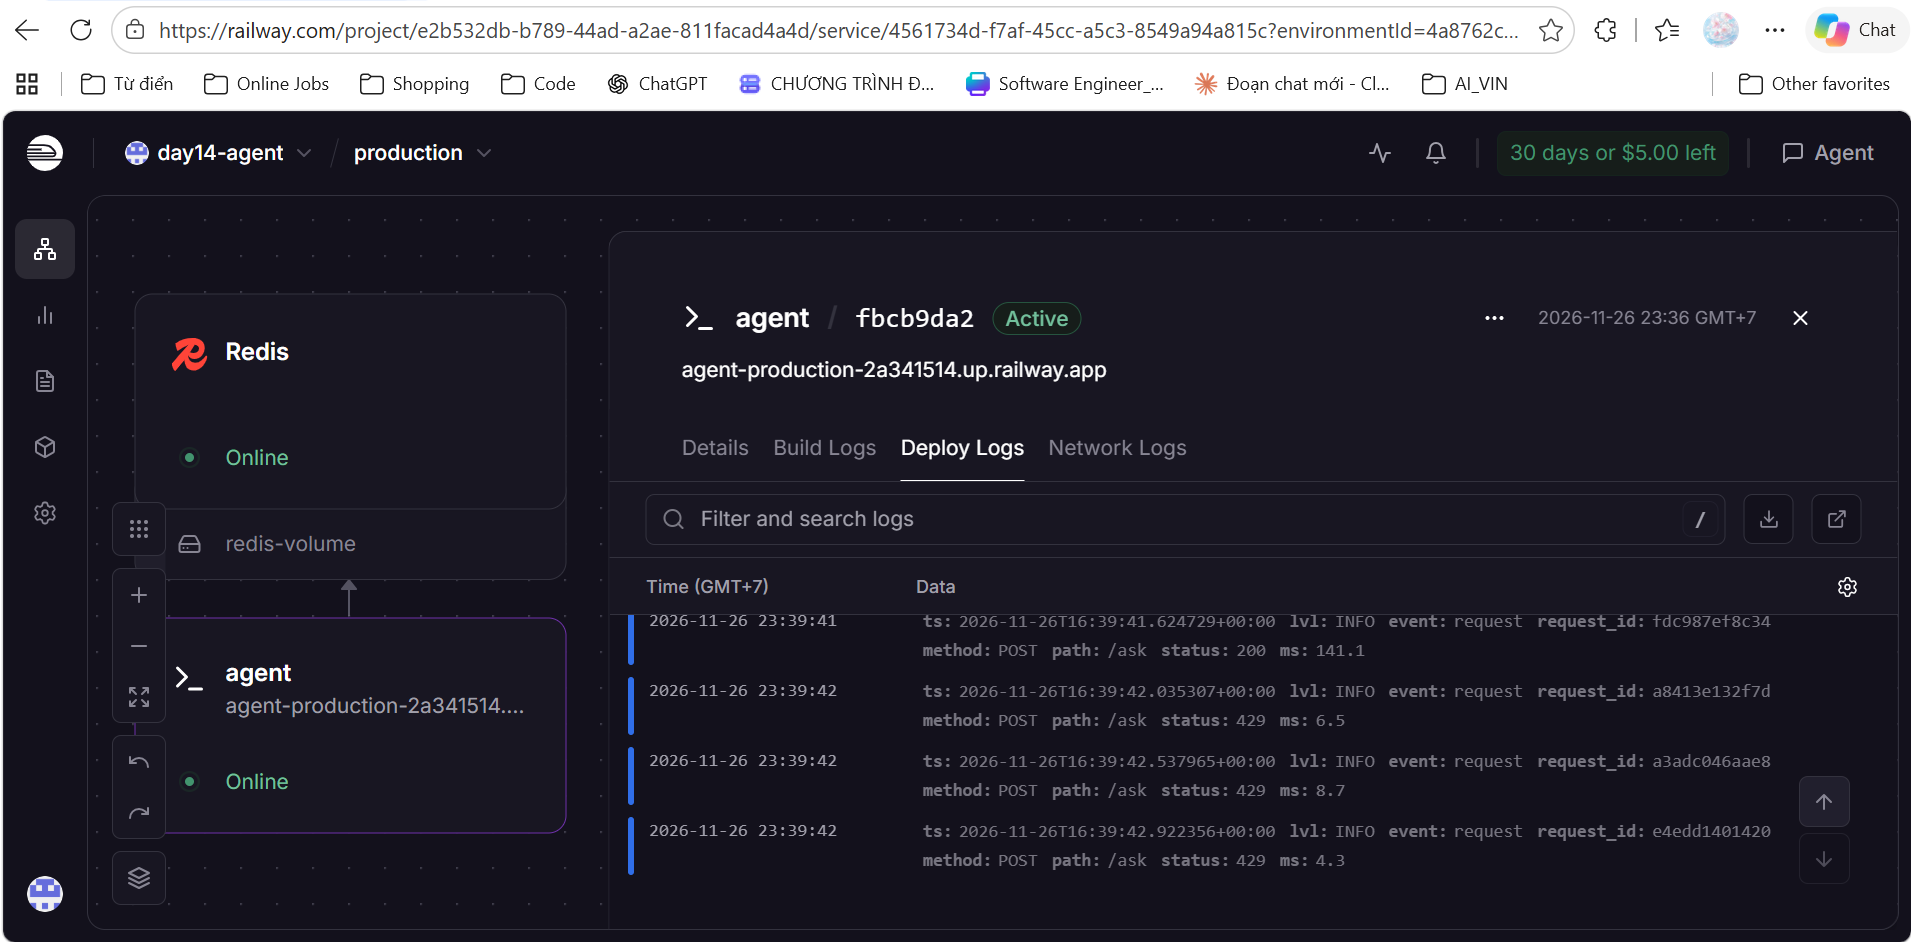 https://railway.com/project/e2b532db-b789-44ad-a2ae-811facad4a4d/service/4561734d-f7af-45cc-a5c3-8549a94a815c?environmentId=4a8762c...
Chat
Từ điển
Online Jobs
Shopping
Code
ChatGPT
CHƯƠNG TRÌNH Đ...
Software Engineer_...
Đoạn chat mới - Cl...
AI_VIN
Other favorites
day14-agent / production
30 days or $5.00 left
Agent
Redis
Online
redis-volume
agent
agent-production-2a341514....
Online
agent / fbcb9da2 Active
2026-11-26 23:36 GMT+7
agent-production-2a341514.up.railway.app
Details Build Logs Deploy Logs Network Logs
Filter and search logs /
Time (GMT+7) Data
2026-11-26 23:39:41 ts: 2026-11-26T16:39:41.624729+00:00 lvl: INFO event: request request_id: fdc987ef8c34
method: POST path: /ask status: 200 ms: 141.1
2026-11-26 23:39:42 ts: 2026-11-26T16:39:42.035307+00:00 lvl: INFO event: request request_id: a8413e132f7d
method: POST path: /ask status: 429 ms: 6.5
2026-11-26 23:39:42 ts: 2026-11-26T16:39:42.537965+00:00 lvl: INFO event: request request_id: a3adc046aae8
method: POST path: /ask status: 429 ms: 8.7
2026-11-26 23:39:42 ts: 2026-11-26T16:39:42.922356+00:00 lvl: INFO event: request request_id: e4edd1401420
method: POST path: /ask status: 429 ms: 4.3